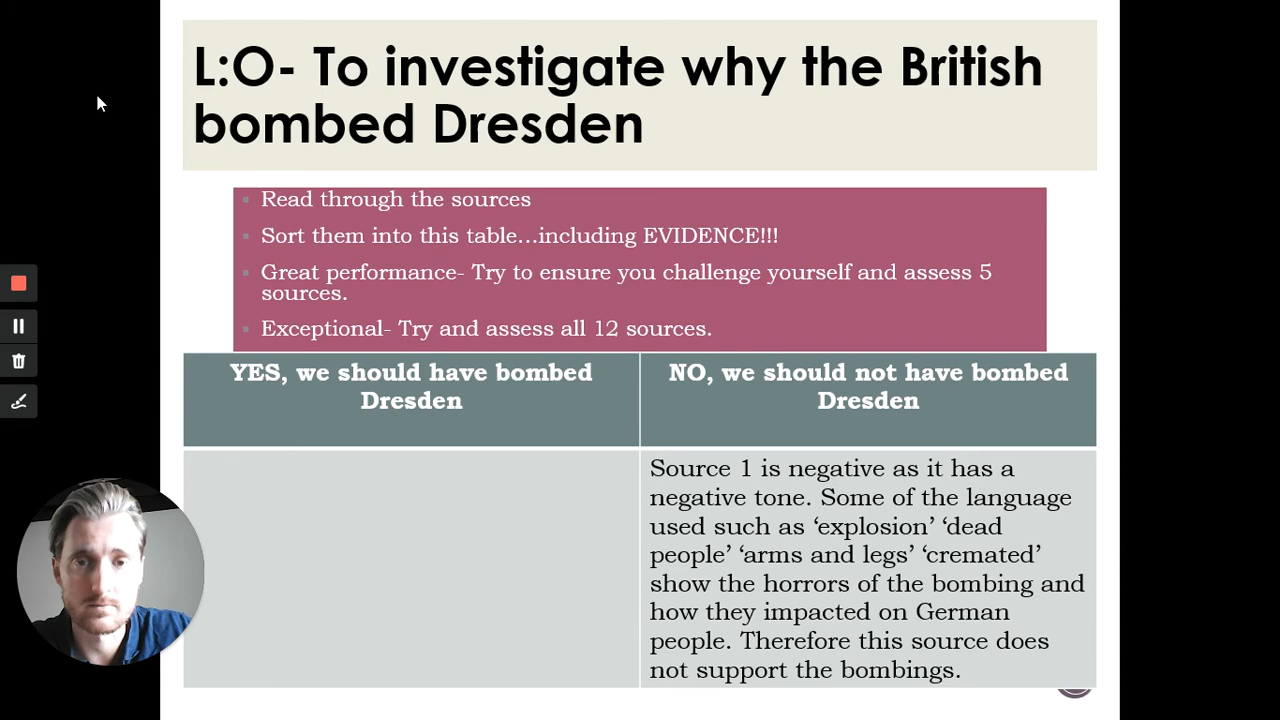 L:O- To investigate why the British
bombed Dresden
Read through the sources
Sort them into this table...including EVIDENCE!!!
Great performance- Try to ensure you challenge yourself and assess 5
sources.
Exceptional- Try and assess all 12 sources.
YES, we should have bombed
Dresden
NO, we should not have bombed
Dresden
Source 1 is negative as it has a
negative tone. Some of the language
used such as ‘explosion’ ‘dead
people’ ‘arms and legs’ ‘cremated’
show the horrors of the bombing and
how they impacted on German
people. Therefore this source does
not support the bombings.